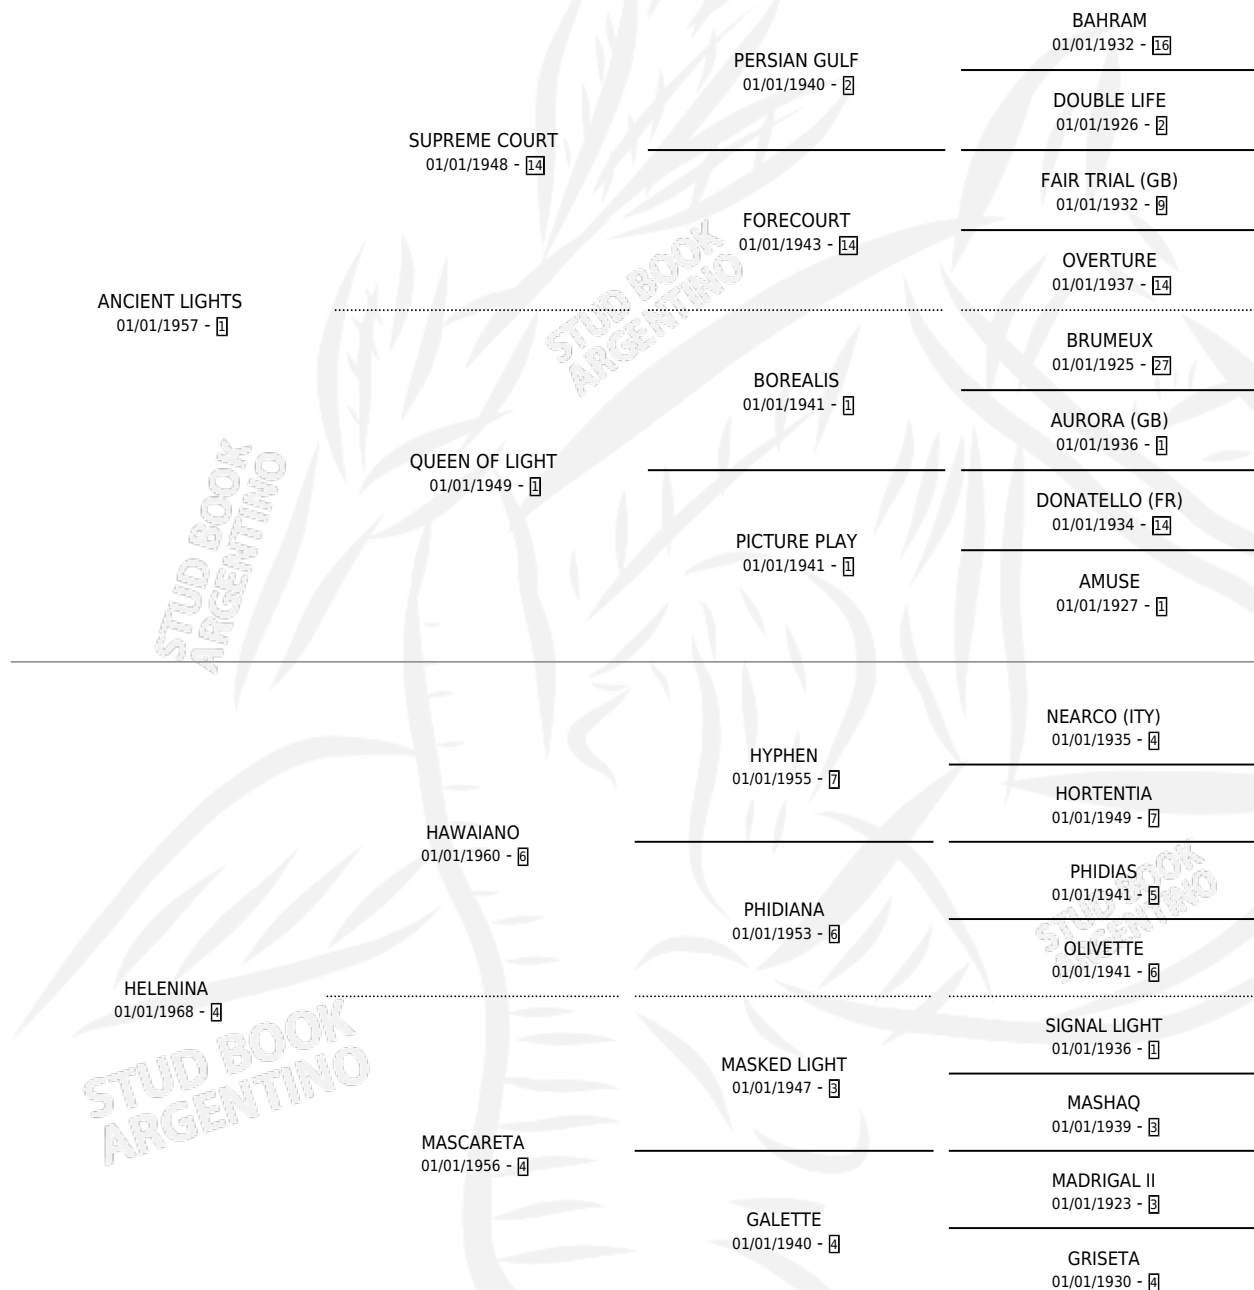 BAHRAM
01/01/1932 - 16
PERSIAN GULF
01/01/1940 - 2
DOUBLE LIFE
01/01/1926 - 2
SUPREME COURT
01/01/1948 - 14
FAIR TRIAL (GB)
01/01/1932 - 9
FORECOURT
01/01/1943 - 14
OVERTURE
01/01/1937 - 14
ANCIENT LIGHTS
01/01/1957 - 1
BRUMEUX
01/01/1925 - 27
BOREALIS
01/01/1941 - 1
AURORA (GB)
01/01/1936 - 1
QUEEN OF LIGHT
01/01/1949 - 1
DONATELLO (FR)
01/01/1934 - 14
PICTURE PLAY
01/01/1941 - 1
AMUSE
01/01/1927 - 1
NEARCO (ITY)
01/01/1935 - 4
HYPHEN
01/01/1955 - 7
HORTENTIA
01/01/1949 - 7
HAWAIANO
01/01/1960 - 6
PHIDIAS
01/01/1941 - 5
PHIDIANA
01/01/1953 - 6
OLIVETTE
01/01/1941 - 6
HELENINA
01/01/1968 - 4
SIGNAL LIGHT
01/01/1936 - 1
MASKED LIGHT
01/01/1947 - 3
MASHAQ
01/01/1939 - 3
MASCARETA
01/01/1956 - 4
MADRIGAL II
01/01/1923 - 3
GALETTE
01/01/1940 - 4
GRISETA
01/01/1930 - 4
STUD BOOK
ARGENTINO
STUD BOOK
ARGENTINO
STUD BOOK
ARGENTINO
STUD BOOK
ARGENTINO